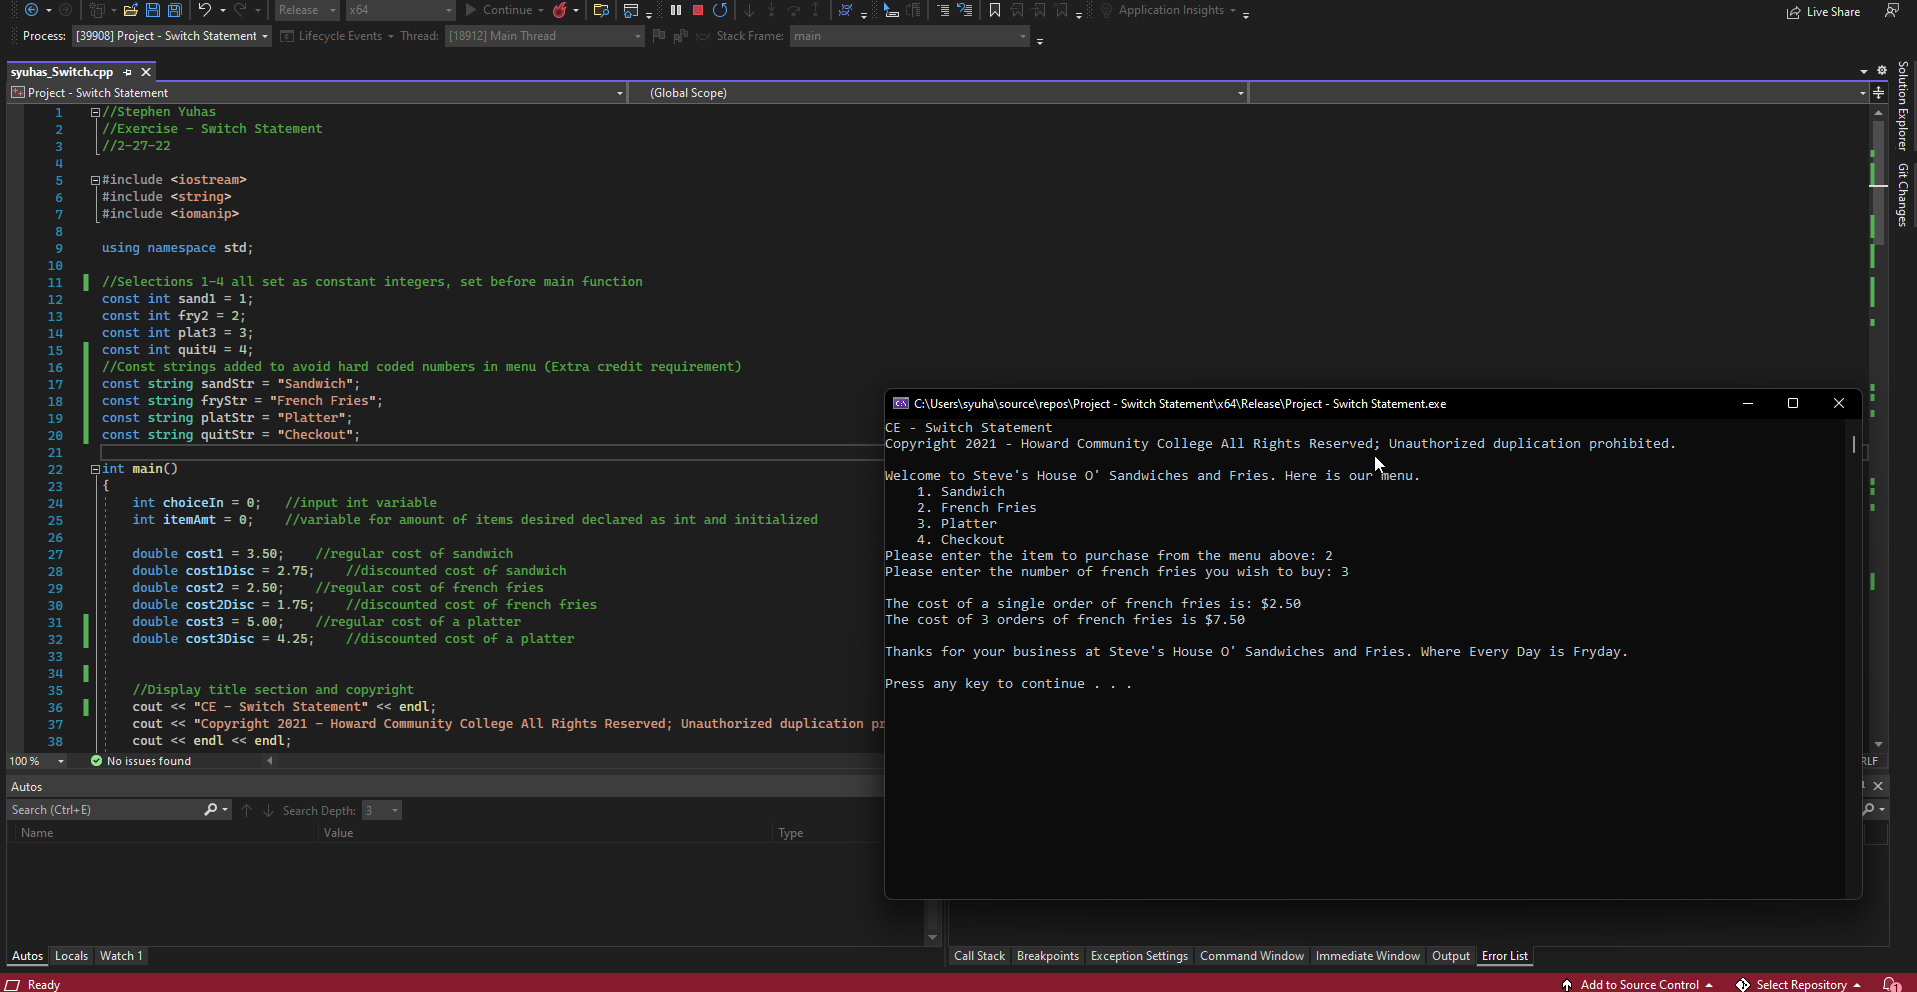 Release
x64
Continue
Application Insights
Live Share
Process: [39908] Project - Switch Statement Lifecycle Events Thread: [18912] Main Thread Stack Frame: main
syuhas_Switch.cpp
Project - Switch Statement (Global Scope)
Solution Explorer
Git Changes
1 //Stephen Yuhas
2 //Exercise - Switch Statement
3 //2-27-22
4
5 #include <iostream>
6 #include <string>
7 #include <iomanip>
8
9 using namespace std;
10
11 //Selections 1-4 all set as constant integers, set before main function
12 const int sand1 = 1;
13 const int fry2 = 2;
14 const int plat3 = 3;
15 const int quit4 = 4;
16 //Const strings added to avoid hard coded numbers in menu (Extra credit requirement)
17 const string sandStr = "Sandwich";
18 const string fryStr = "French Fries";
19 const string platStr = "Platter";
20 const string quitStr = "Checkout";
21
22 int main()
23 {
24 int choiceIn = 0; //input int variable
25 int itemAmt = 0; //variable for amount of items desired declared as int and initialized
26
27 double cost1 = 3.50; //regular cost of sandwich
28 double cost1Disc = 2.75; //discounted cost of sandwich
29 double cost2 = 2.50; //regular cost of french fries
30 double cost2Disc = 1.75; //discounted cost of french fries
31 double cost3 = 5.00; //regular cost of a platter
32 double cost3Disc = 4.25; //discounted cost of a platter
33
34
35 //Display title section and copyright
36 cout << "CE - Switch Statement" << endl;
37 cout << "Copyright 2021 - Howard Community College All Rights Reserved; Unauthorized duplication pr
38 cout << endl << endl;
C:\Users\syuha\source\repos\Project - Switch Statement\x64\Release\Project - Switch Statement.exe
CE - Switch Statement
Copyright 2021 - Howard Community College All Rights Reserved; Unauthorized duplication prohibited.
Welcome to Steve's House O' Sandwiches and Fries. Here is our menu.
1. Sandwich
2. French Fries
3. Platter
4. Checkout
Please enter the item to purchase from the menu above: 2
Please enter the number of french fries you wish to buy: 3
The cost of a single order of french fries is: $2.50
The cost of 3 orders of french fries is $7.50
Thanks for your business at Steve's House O' Sandwiches and Fries. Where Every Day is Fryday.
Press any key to continue . . .
100 % No issues found
RLF
Autos
Search (Ctrl+E) Search Depth: 3
Name Value Type
Autos Locals Watch 1
Call Stack Breakpoints Exception Settings Command Window Immediate Window Output Error List
Ready
Add to Source Control Select Repository 1